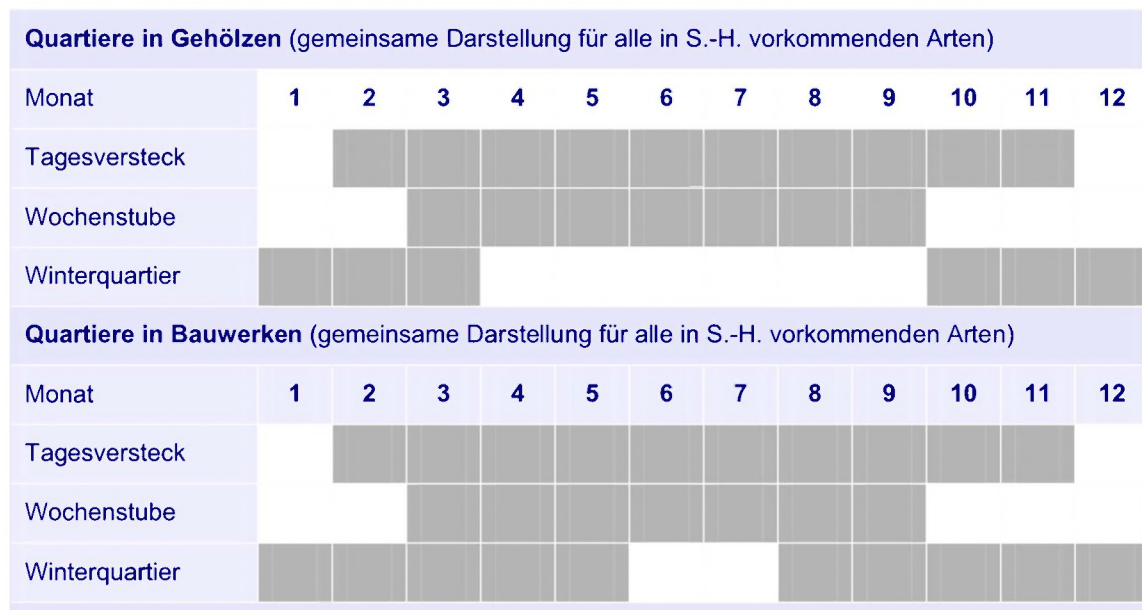 Quartiere in Gehölzen (gemeinsame Darstellung für alle in S.-H. vorkommenden Arten)
Monat 1 2 3 4 5 6 7 8 9 10 11 12
Tagesversteck
Wochenstube
Winterquartier
Quartiere in Bauwerken (gemeinsame Darstellung für alle in S.-H. vorkommenden Arten)
Monat 1 2 3 4 5 6 7 8 9 10 11 12
Tagesversteck
Wochenstube
Winterquartier